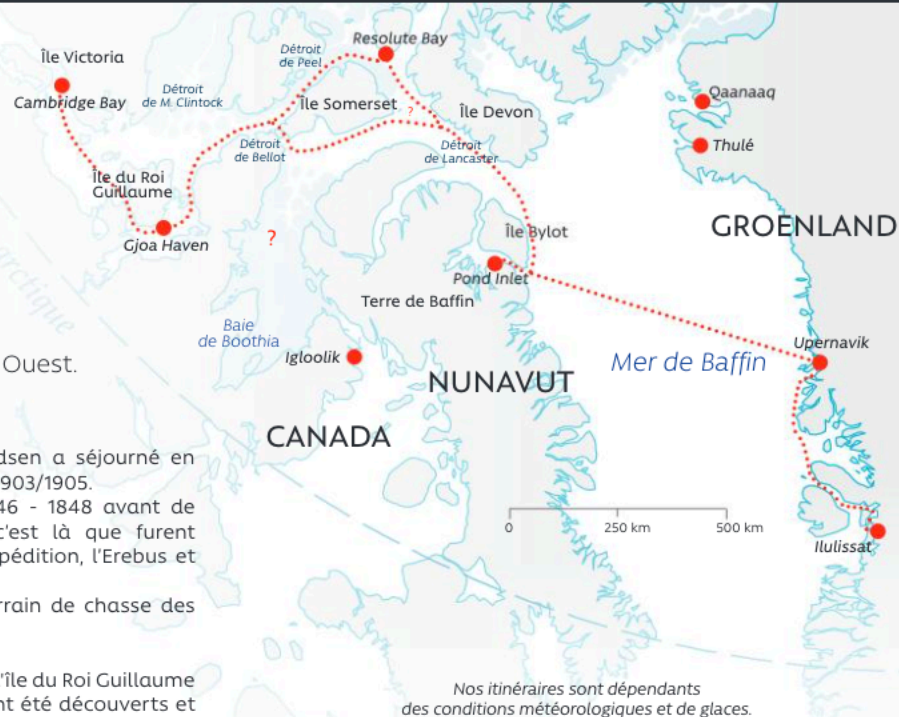 Île Victoria
Cambridge Bay
Détroit
de M. Clintock
Détroit
de Peel
Resolute Bay
Île Somerset
?
Île Devon
Détroit
de Bellot
Détroit
de Lancaster
Île du Roi
Guillaume
Gjoa Haven
?
Île Bylot
Pond Inlet
Terre de Baffin
Qaanaaq
Thulé
GROENLAND
arctique
Baie
de Boothia
Igloolik
NUNAVUT
CANADA
Mer de Baffin
Upernavik
Ilulissat
0 250 km 500 km
Ouest.
dsen a séjourné en
903/1905.
46 - 1848 avant de
c'est là que furent
pédition, l'Erebus et
rrain de chasse des
'île du Roi Guillaume
nt été découverts et
Nos itinéraires sont dépendants
des conditions météorologiques et de glaces.